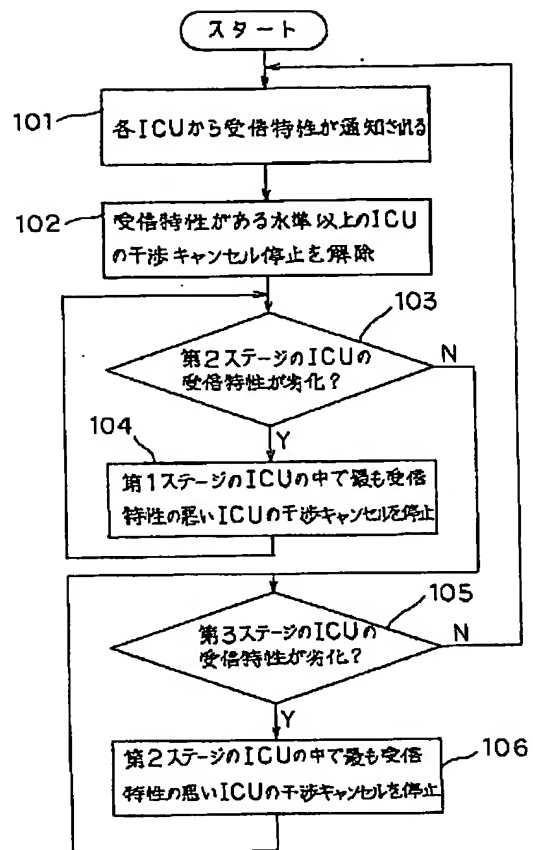 スタート
101
各ICUから受信特性が通知される
102
受信特性がある水準以上のICU
の干渉キャンセル停止を解除
103
第2ステージのICUの
受信特性が劣化?
N
Y
104
第1ステージのICUの中で最も受信
特性の悪いICUの干渉キャンセルを停止
105
第3ステージのICUの
受信特性が劣化?
N
Y
106
第2ステージのICUの中で最も受信
特性の悪いICUの干渉キャンセルを停止